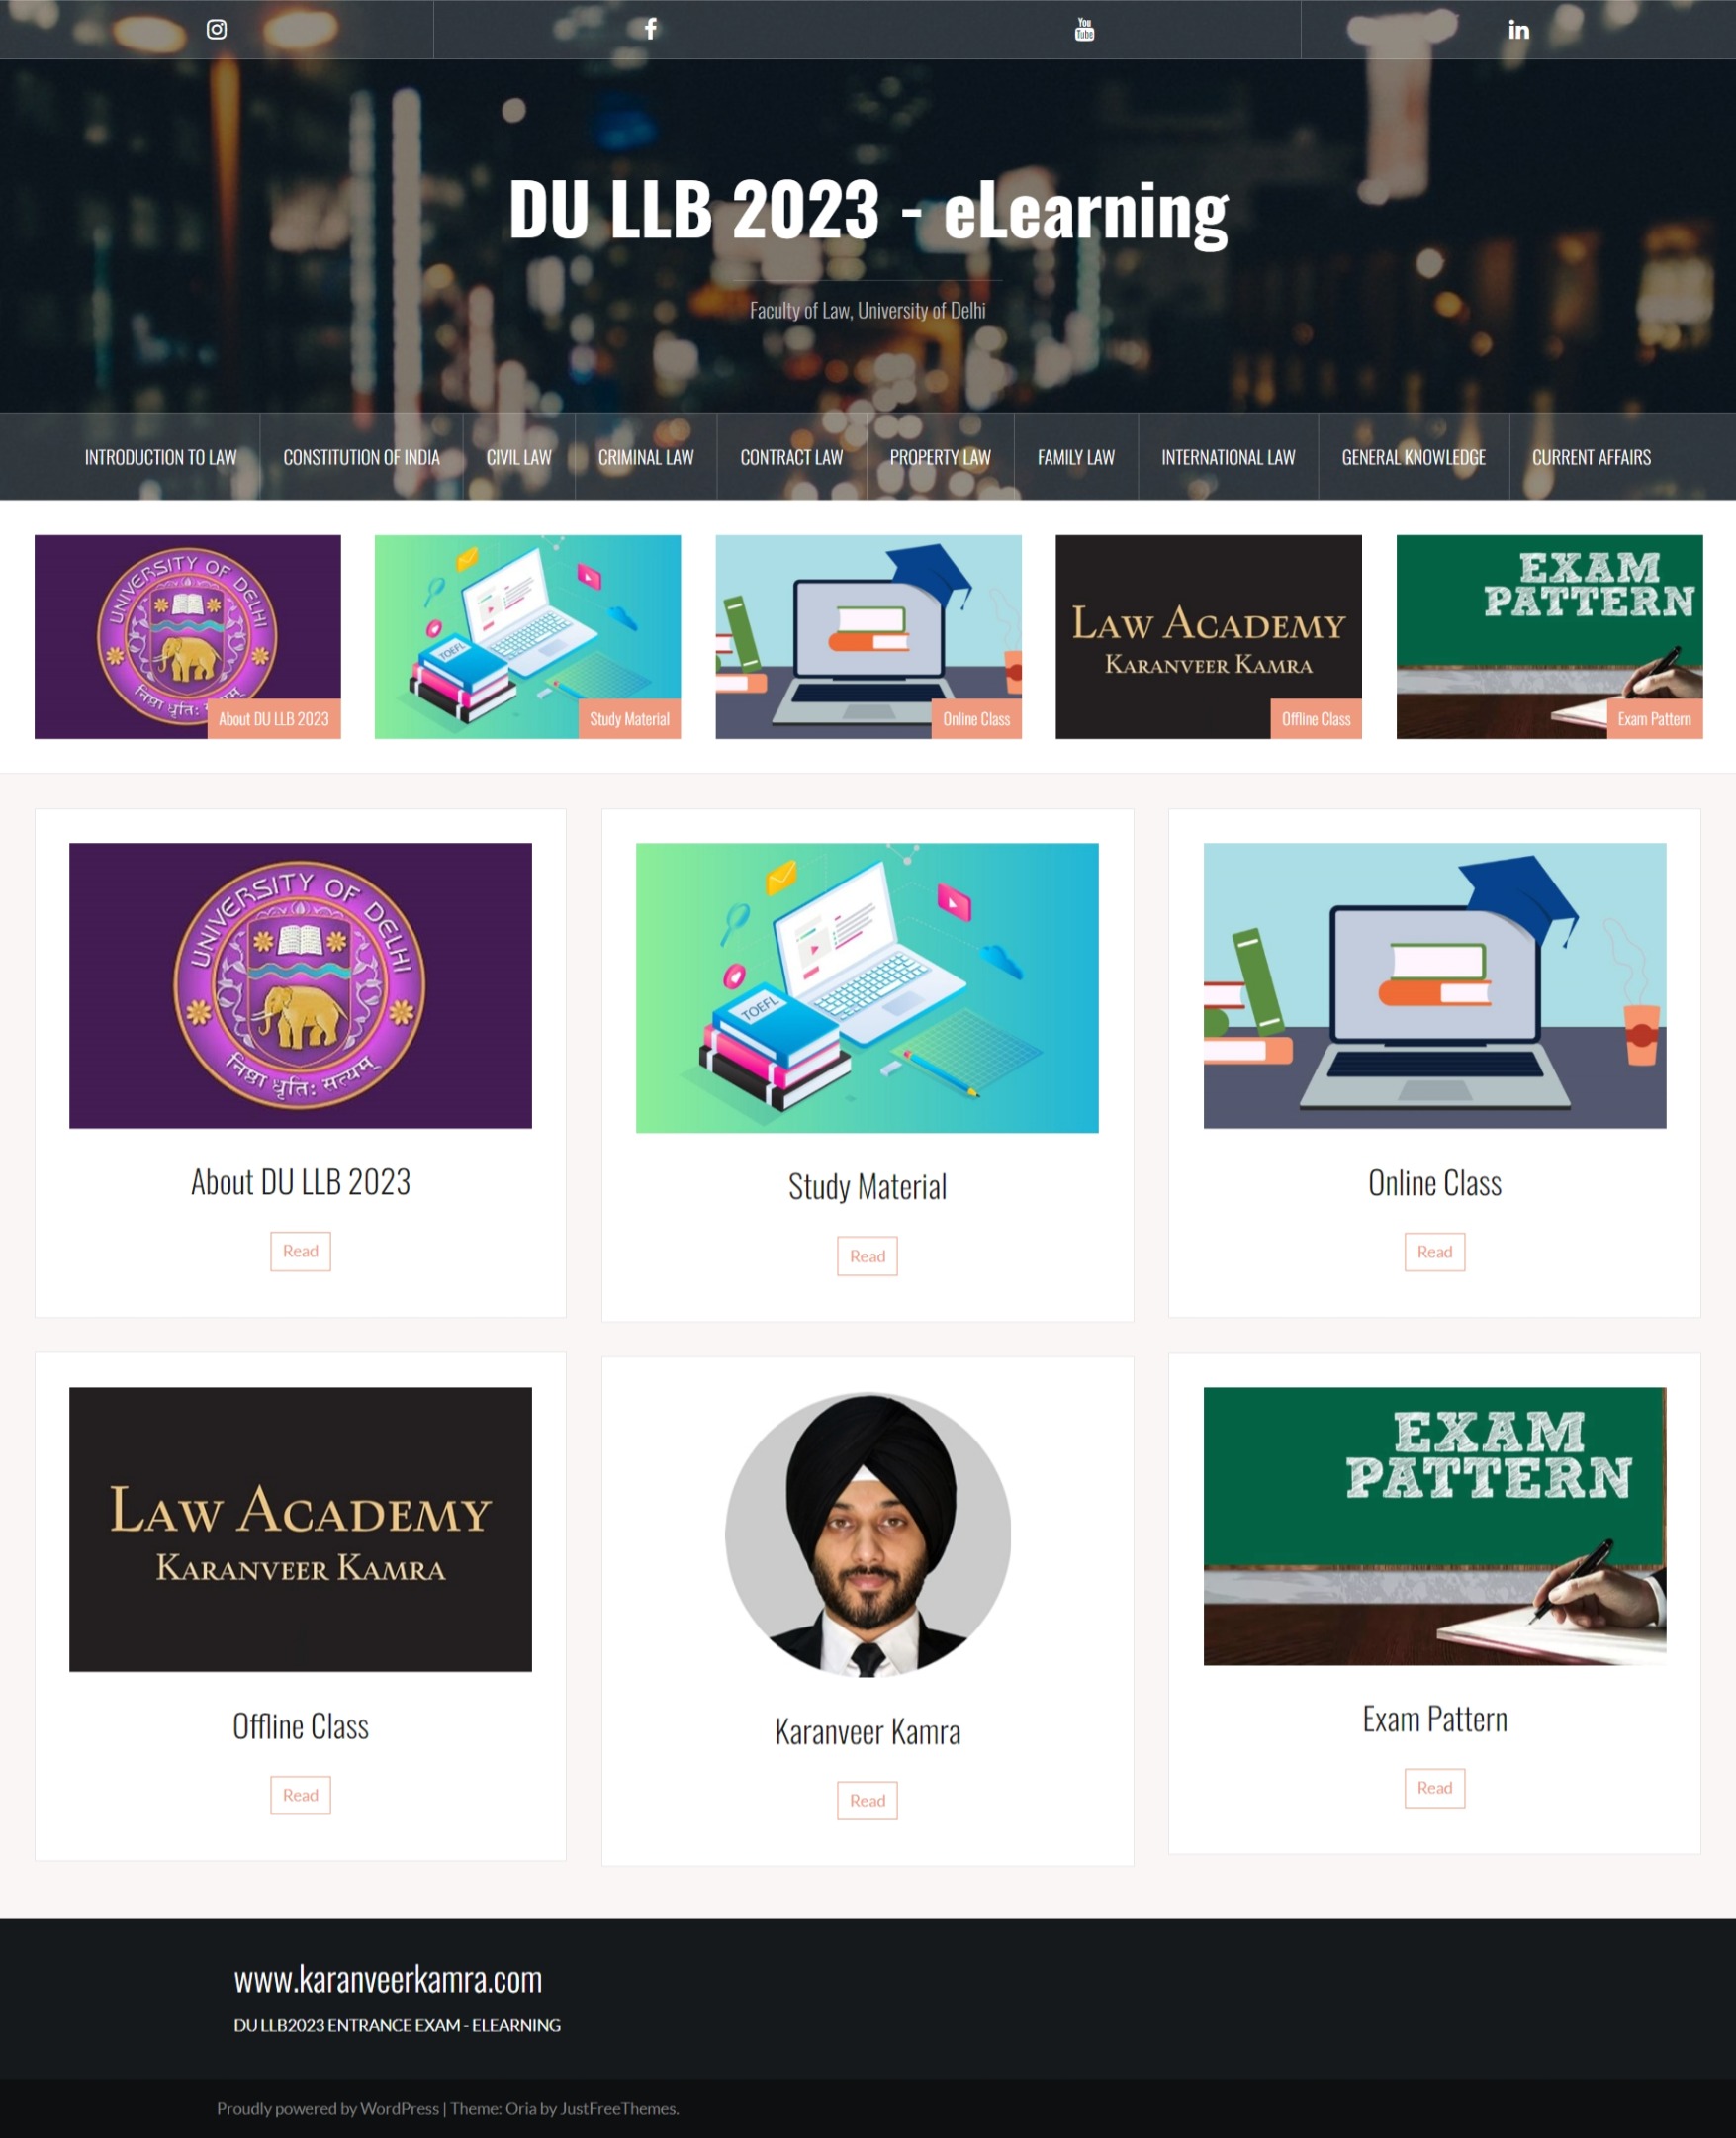 You
Tube
in
DU LLB 2023 - eLearning
Faculty of Law, University of Delhi
INTRODUCTION TO LAW
CONSTITUTION OF INDIA
CIVIL LAW
CRIMINAL LAW
CONTRACT LAW
PROPERTY LAW
FAMILY LAW
INTERNATIONAL LAW
GENERAL KNOWLEDGE
CURRENT AFFAIRS
UNIVERSITY OF DELHI
निष्ठा धृति:
About DU LLB 2023
TOEFL
Study Material
Online Class
LAW ACADEMY
KARANVEER KAMRA
Offline Class
EXAM
PATTERN
Exam Pattern
UNIVERSITY OF DELHI
निष्ठा धृति: सत्यम्
About DU LLB 2023
Read
TOEFL
Study Material
Read
Online Class
Read
LAW ACADEMY
KARANVEER KAMRA
Offline Class
Read
Karanveer Kamra
Read
EXAM
PATTERN
Exam Pattern
Read
www.karanveerkamra.com
DU LLB2023 ENTRANCE EXAM - ELEARNING
Proudly powered by WordPress | Theme: Oria by JustFreeThemes.